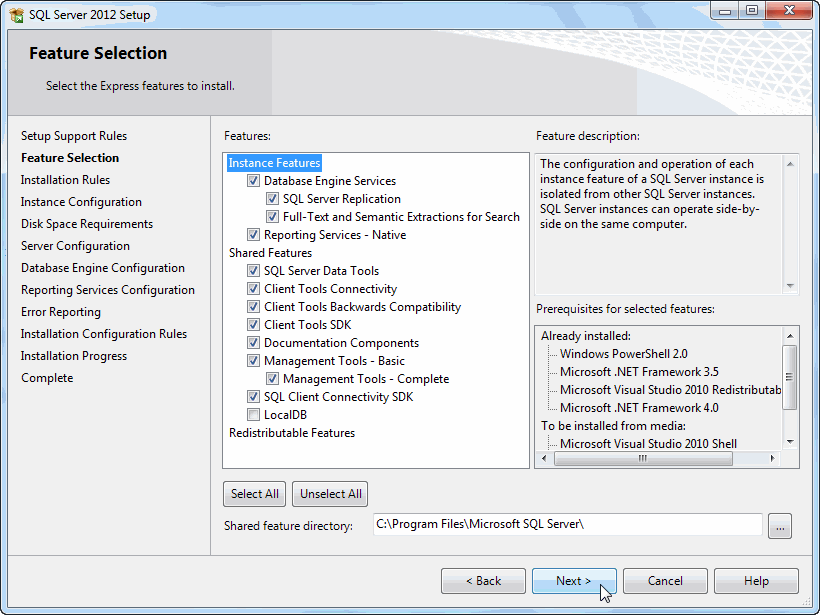 SQL Server 2012 Setup
Feature Selection
Select the Express features to install.
Setup Support Rules
Feature Selection
Installation Rules
Instance Configuration
Disk Space Requirements
Server Configuration
Database Engine Configuration
Reporting Services Configuration
Error Reporting
Installation Configuration Rules
Installation Progress
Complete
Features:
Instance Features
Database Engine Services
SQL Server Replication
Full-Text and Semantic Extractions for Search
Reporting Services - Native
Shared Features
SQL Server Data Tools
Client Tools Connectivity
Client Tools Backwards Compatibility
Client Tools SDK
Documentation Components
Management Tools - Basic
Management Tools - Complete
SQL Client Connectivity SDK
LocalDB
Redistributable Features
Feature description:
The configuration and operation of each
instance feature of a SQL Server instance is
isolated from other SQL Server instances.
SQL Server instances can operate side-by-
side on the same computer.
Prerequisites for selected features:
Already installed:
Windows PowerShell 2.0
Microsoft .NET Framework 3.5
Microsoft Visual Studio 2010 Redistributab
Microsoft .NET Framework 4.0
To be installed from media:
Microsoft Visual Studio 2010 Shell
Select All
Unselect All
Shared feature directory:
C:\Program Files\Microsoft SQL Server\
...
< Back
Next >
Cancel
Help